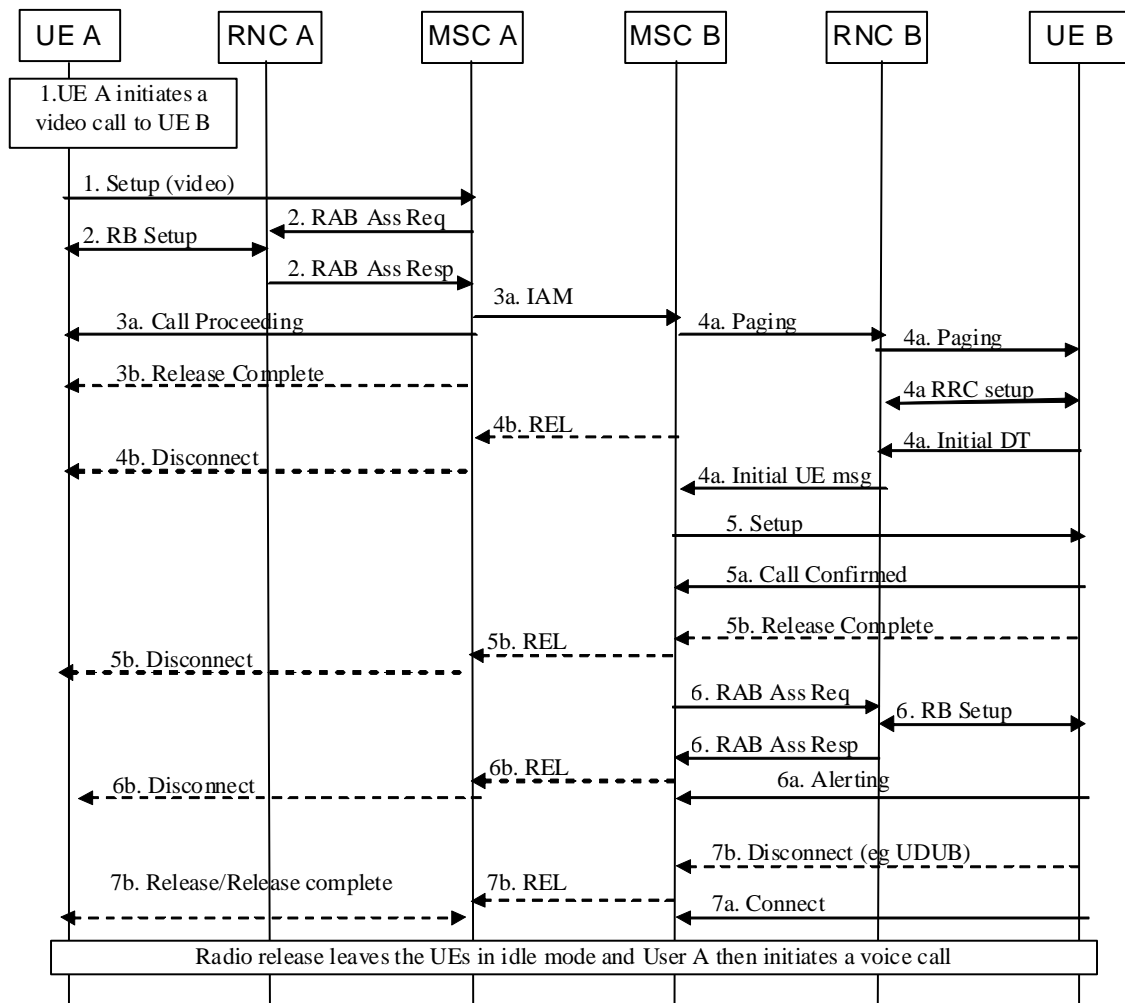 UE A
RNC A
MSC A
MSC B
RNC B
UE B
1.UE A initiates a
video call to UE B
1. Setup (video)
2. RAB Ass Req
2. RB Setup
2. RAB Ass Resp
3a. IAM
3a. Call Proceeding
4a. Paging
4a. Paging
3b. Release Complete
4a RRC setup
4b. REL
4a. Initial DT
4b. Disconnect
4a. Initial UE msg
5. Setup
5a. Call Confirmed
5b. Release Complete
5b. REL
5b. Disconnect
6. RAB Ass Req
6. RB Setup
6. RAB Ass Resp
6b. REL
6b. Disconnect
6a. Alerting
7b. Disconnect (eg UDUB)
7b. Release/Release complete
7b. REL
7a. Connect
Radio release leaves the UEs in idle mode and User A then initiates a voice call